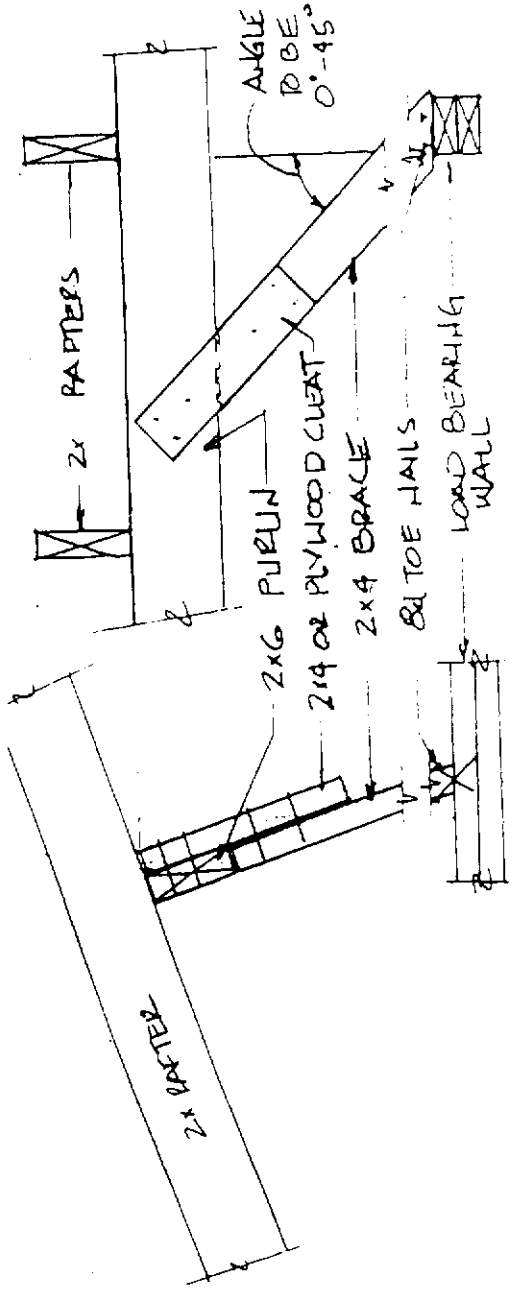 2x RAFTER
2x RAFTERS
2x6 PURLIN
2x4 OR PLYWOOD CLEAT
2x4 BRACE
8d TOE NAILS
LOAD BEARING
WALL
ANGLE
TO BE
0°-45°